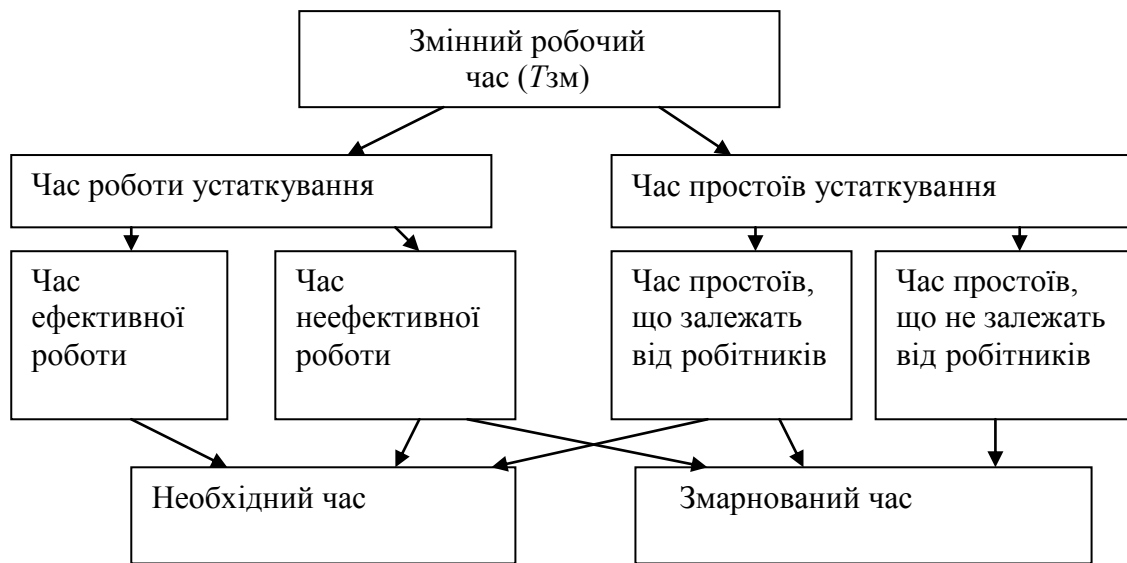 Змінний робочий
час (Tзм)
Час роботи устаткування
Час простоїв устаткування
Час
ефективної
роботи
Час
неефективної
роботи
Час простоїв,
що залежать
від робітників
Час простоїв,
що не залежать
від робітників
Необхідний час
Змарнований час